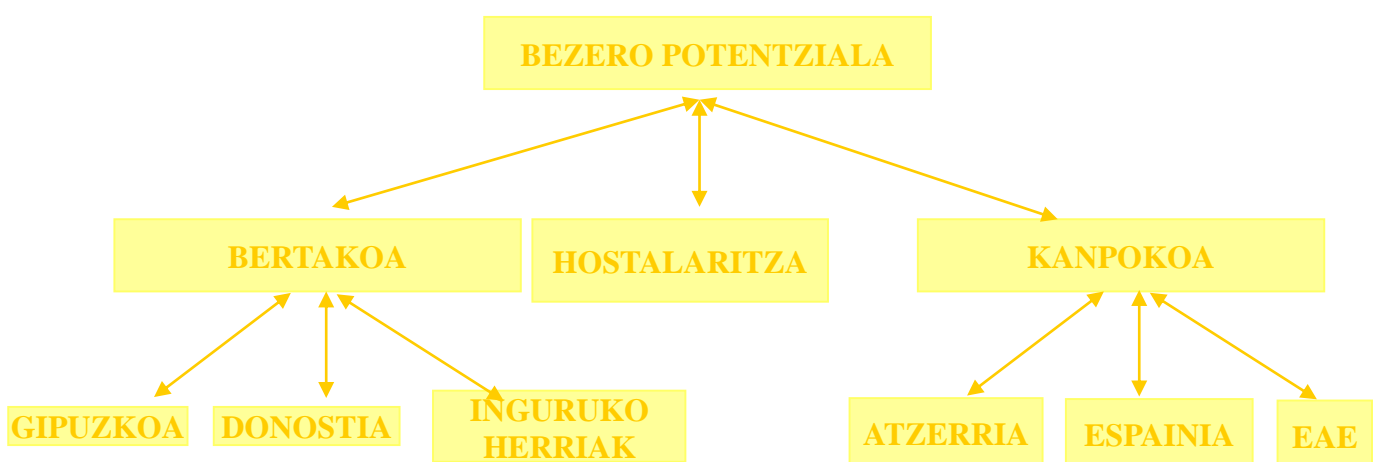 BEZERO POTENTZIALA
BERTAKOA
HOSTALARITZA
KANPOKOA
GIPUZKOA
DONOSTIA
INGURUKO
HERRIAK
ATZERRIA
ESPAINIA
EAE